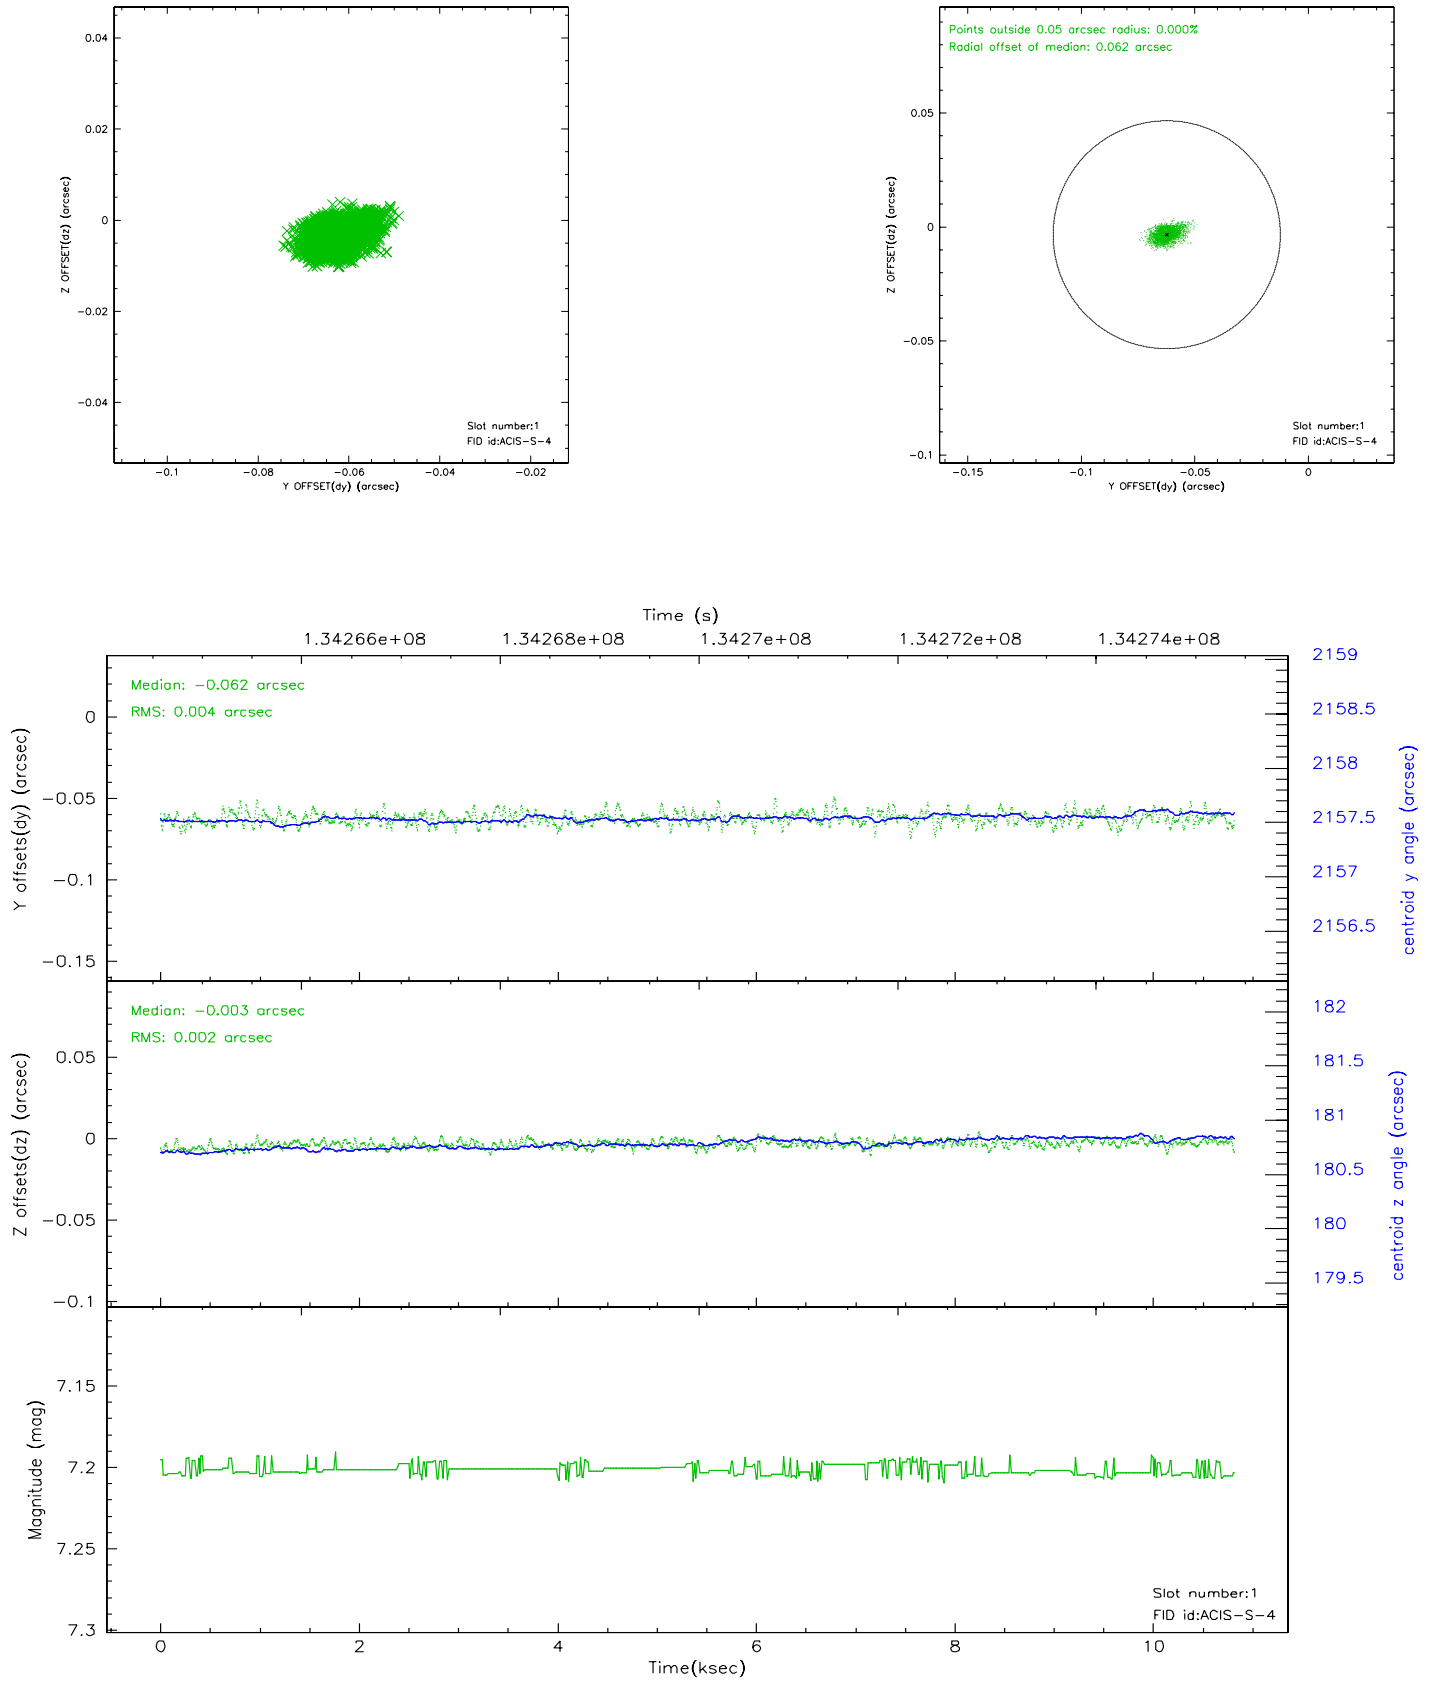 0.04
0.02
0
−0.02
−0.04
Z OFFSET(dz) (arcsec)
Slot number:1
FID id:ACIS−S−4
−0.1
−0.08
−0.06
−0.04
−0.02
Y OFFSET(dy) (arcsec)
Points outside 0.05 arcsec radius: 0.000%
Radial offset of median: 0.062 arcsec
0.05
0
−0.05
−0.1
Z OFFSET(dz) (arcsec)
Slot number:1
FID id:ACIS−S−4
−0.15
−0.1
−0.05
0
Y OFFSET(dy) (arcsec)
Time (s)
1.34266e+08
1.34268e+08
1.3427e+08
1.34272e+08
1.34274e+08
Median: −0.062 arcsec
RMS: 0.004 arcsec
0
−0.05
−0.1
−0.15
Y offsets(dy) (arcsec)
2159
2158.5
2158
2157.5
2157
2156.5
centroid y angle (arcsec)
Median: −0.003 arcsec
RMS: 0.002 arcsec
0.05
0
−0.05
−0.1
Z offsets(dz) (arcsec)
182
181.5
181
180.5
180
179.5
centroid z angle (arcsec)
7.15
7.2
7.25
7.3
Magnitude (mag)
Slot number:1
FID id:ACIS−S−4
0
2
4
6
8
10
Time(ksec)